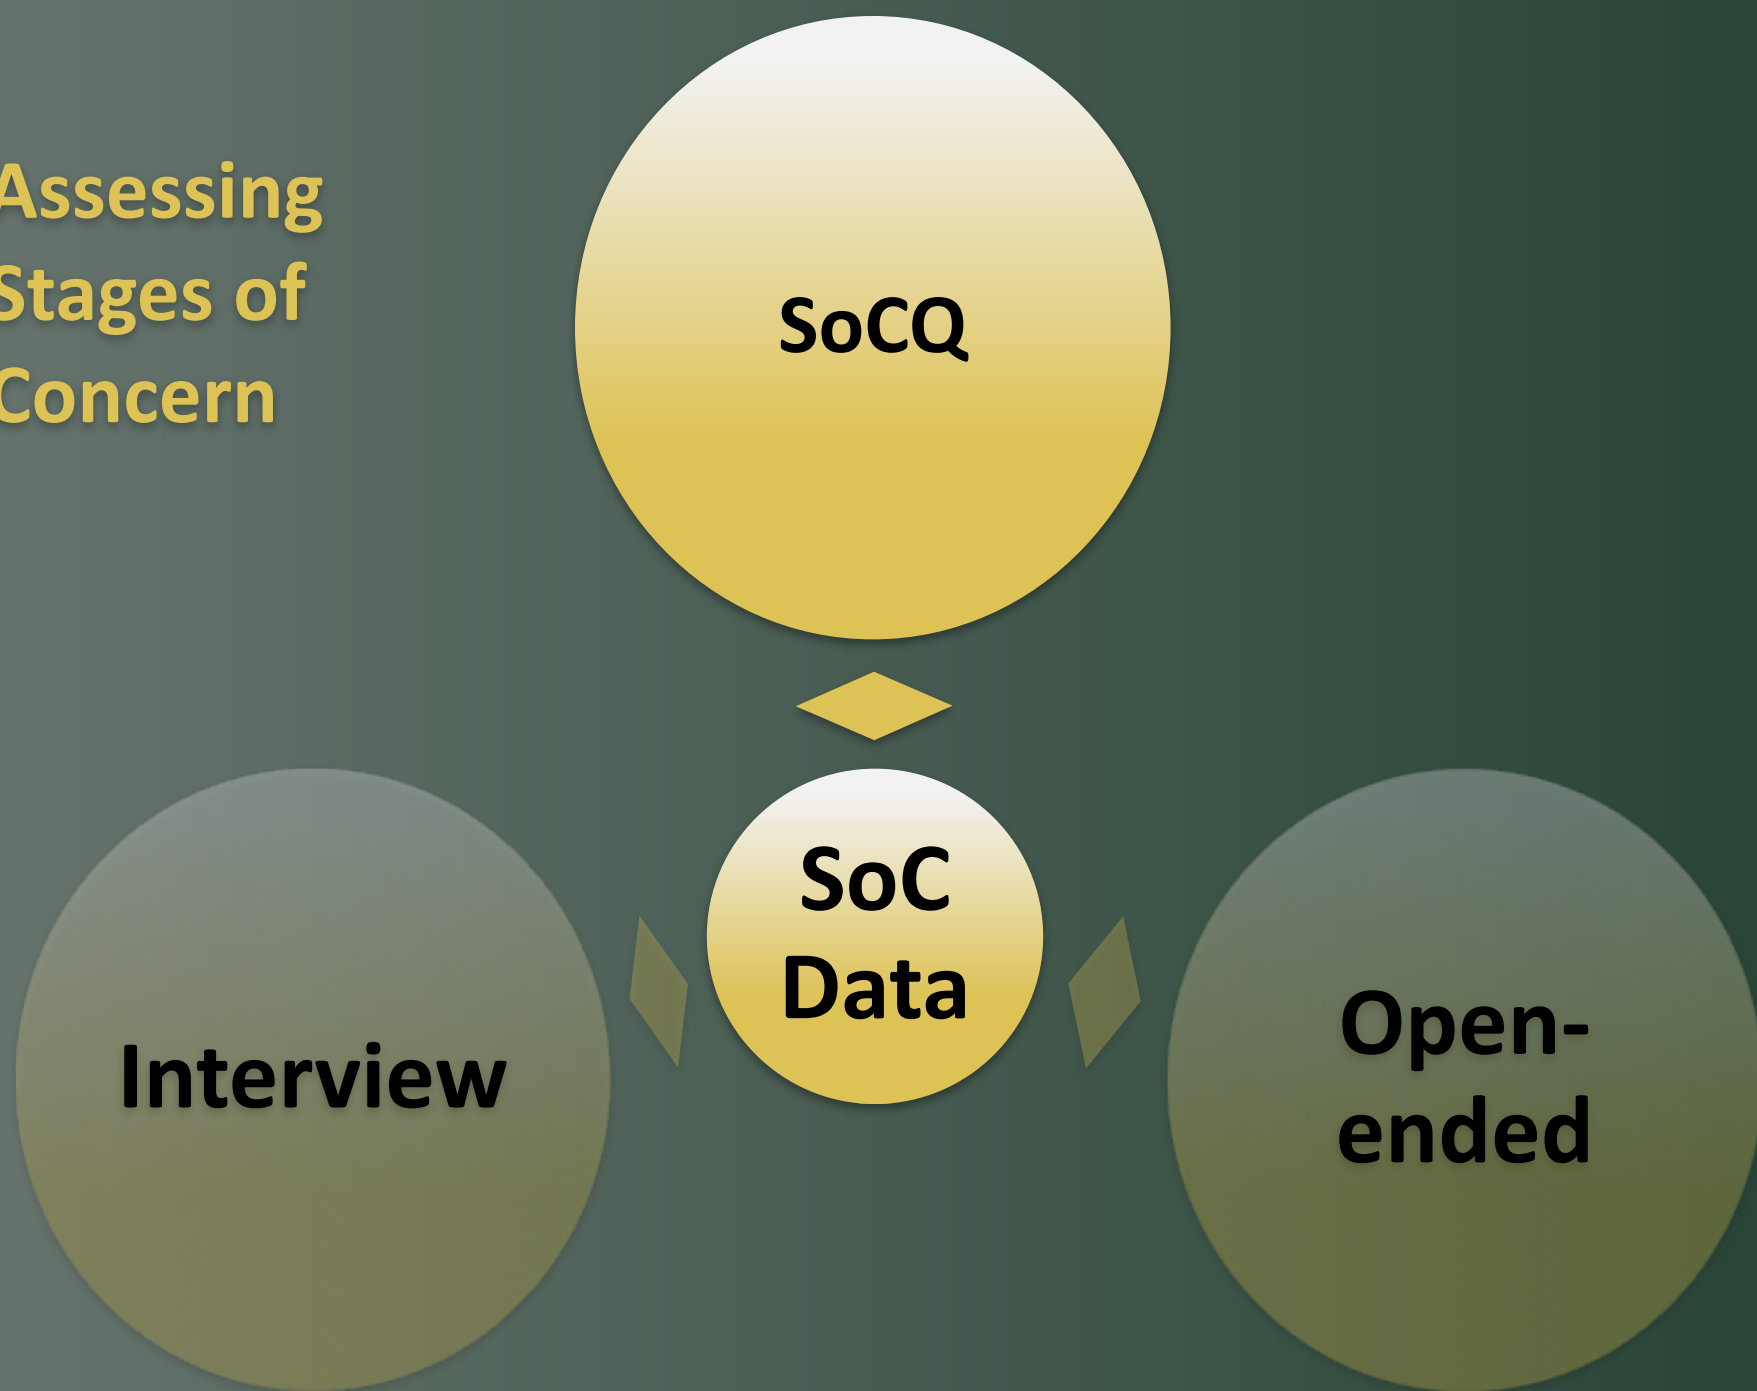 Assessing
Stages of
Concern
SoCQ
SoC
Data
Interview
Open-
ended